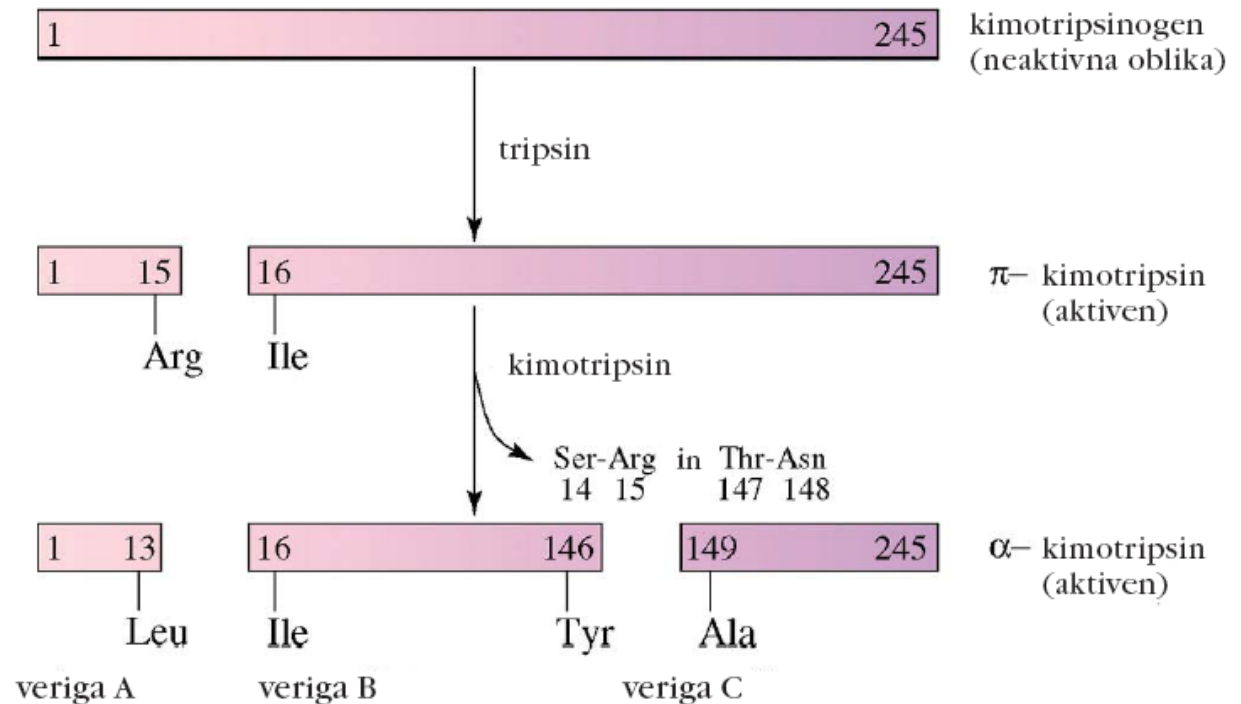 1 245 kimotripsinogen
(neaktivna oblika)
tripsin
1 15 16 245 π– kimotripsin
(aktiven)
Arg Ile
kimotripsin
Ser-Arg in Thr-Asn
14 15 147 148
1 13 16 146 149 245 α– kimotripsin
(aktiven)
Leu Ile Tyr Ala
veriga A veriga B veriga C